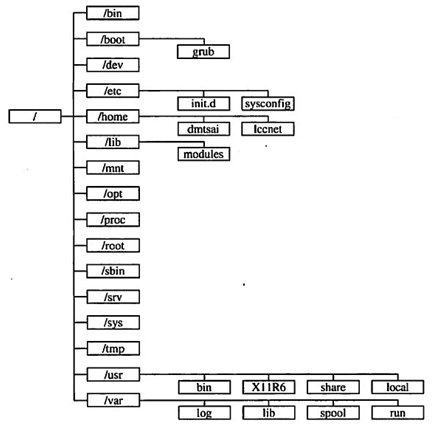 /bin
/boot
grub
/dev
/etc
init.d sysconfig
/
/home
dmtsai lccnet
/lib
modules
/mnt
/opt
/proc
/root
/sbin
/srv
/sys
/tmp
/usr
bin X11R6 share local
/var
log lib spool run